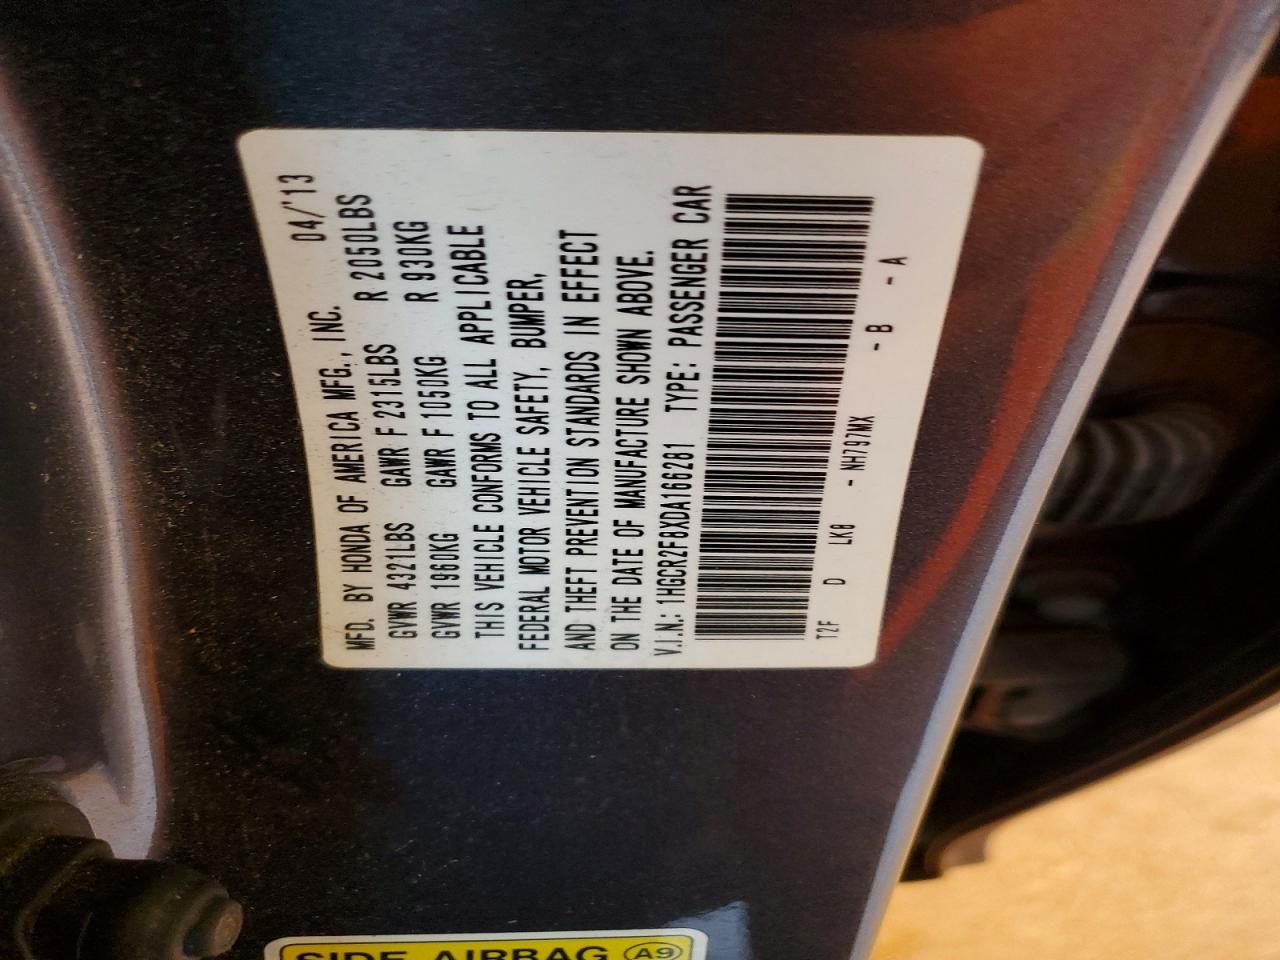 MFD. BY HONDA OF AMERICA MFG., INC. 04/'13
GVWR 4321LBS GAWR F 2315LBS R 2050LBS
GVWR 1960KG GAWR F 1050KG R 930KG
THIS VEHICLE CONFORMS TO ALL APPLICABLE
FEDERAL MOTOR VEHICLE SAFETY, BUMPER,
AND THEFT PREVENTION STANDARDS IN EFFECT
ON THE DATE OF MANUFACTURE SHOWN ABOVE.
V.I.N.: 1HGCR2F8XDA166281 TYPE: PASSENGER CAR
T2F D LK8 - NH797MX - B - A
SIDE AIRBAG A9